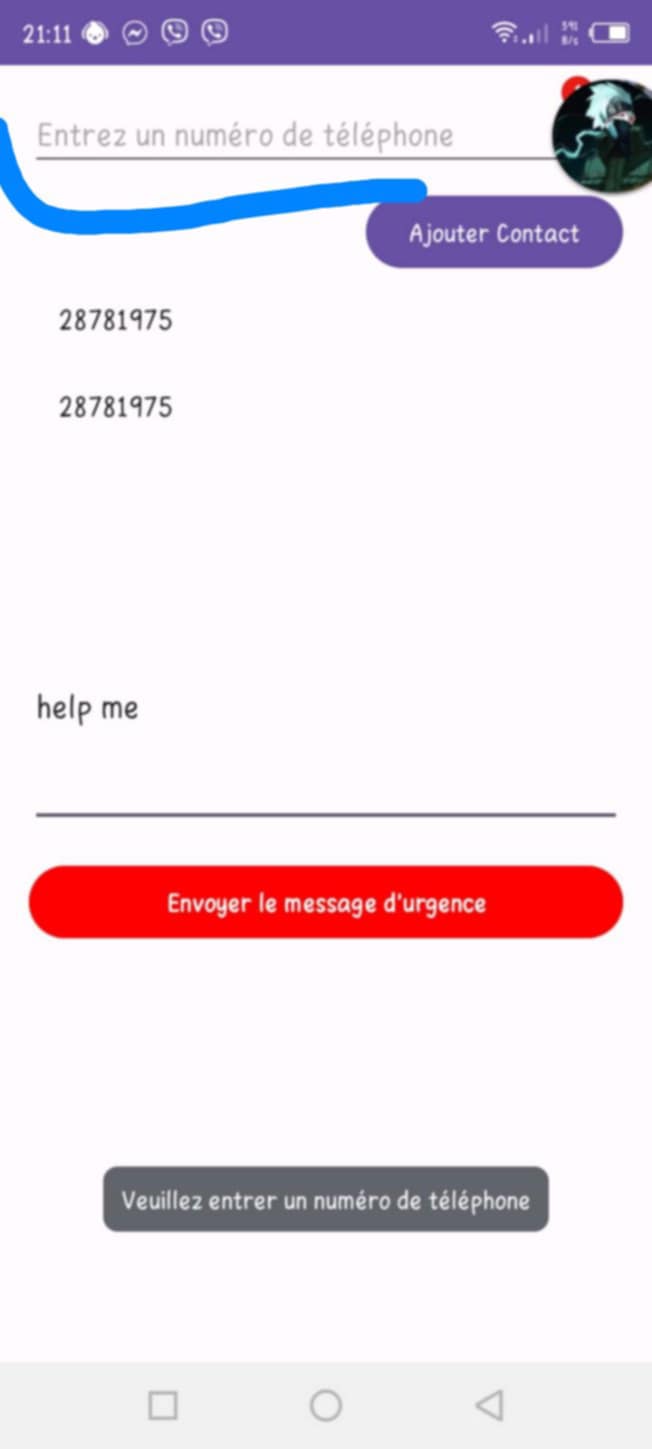 21:11
391
B/s
Entrez un numéro de téléphone
Ajouter Contact
28781975
28781975
help me
Envoyer le message d'urgence
Veuillez entrer un numéro de téléphone